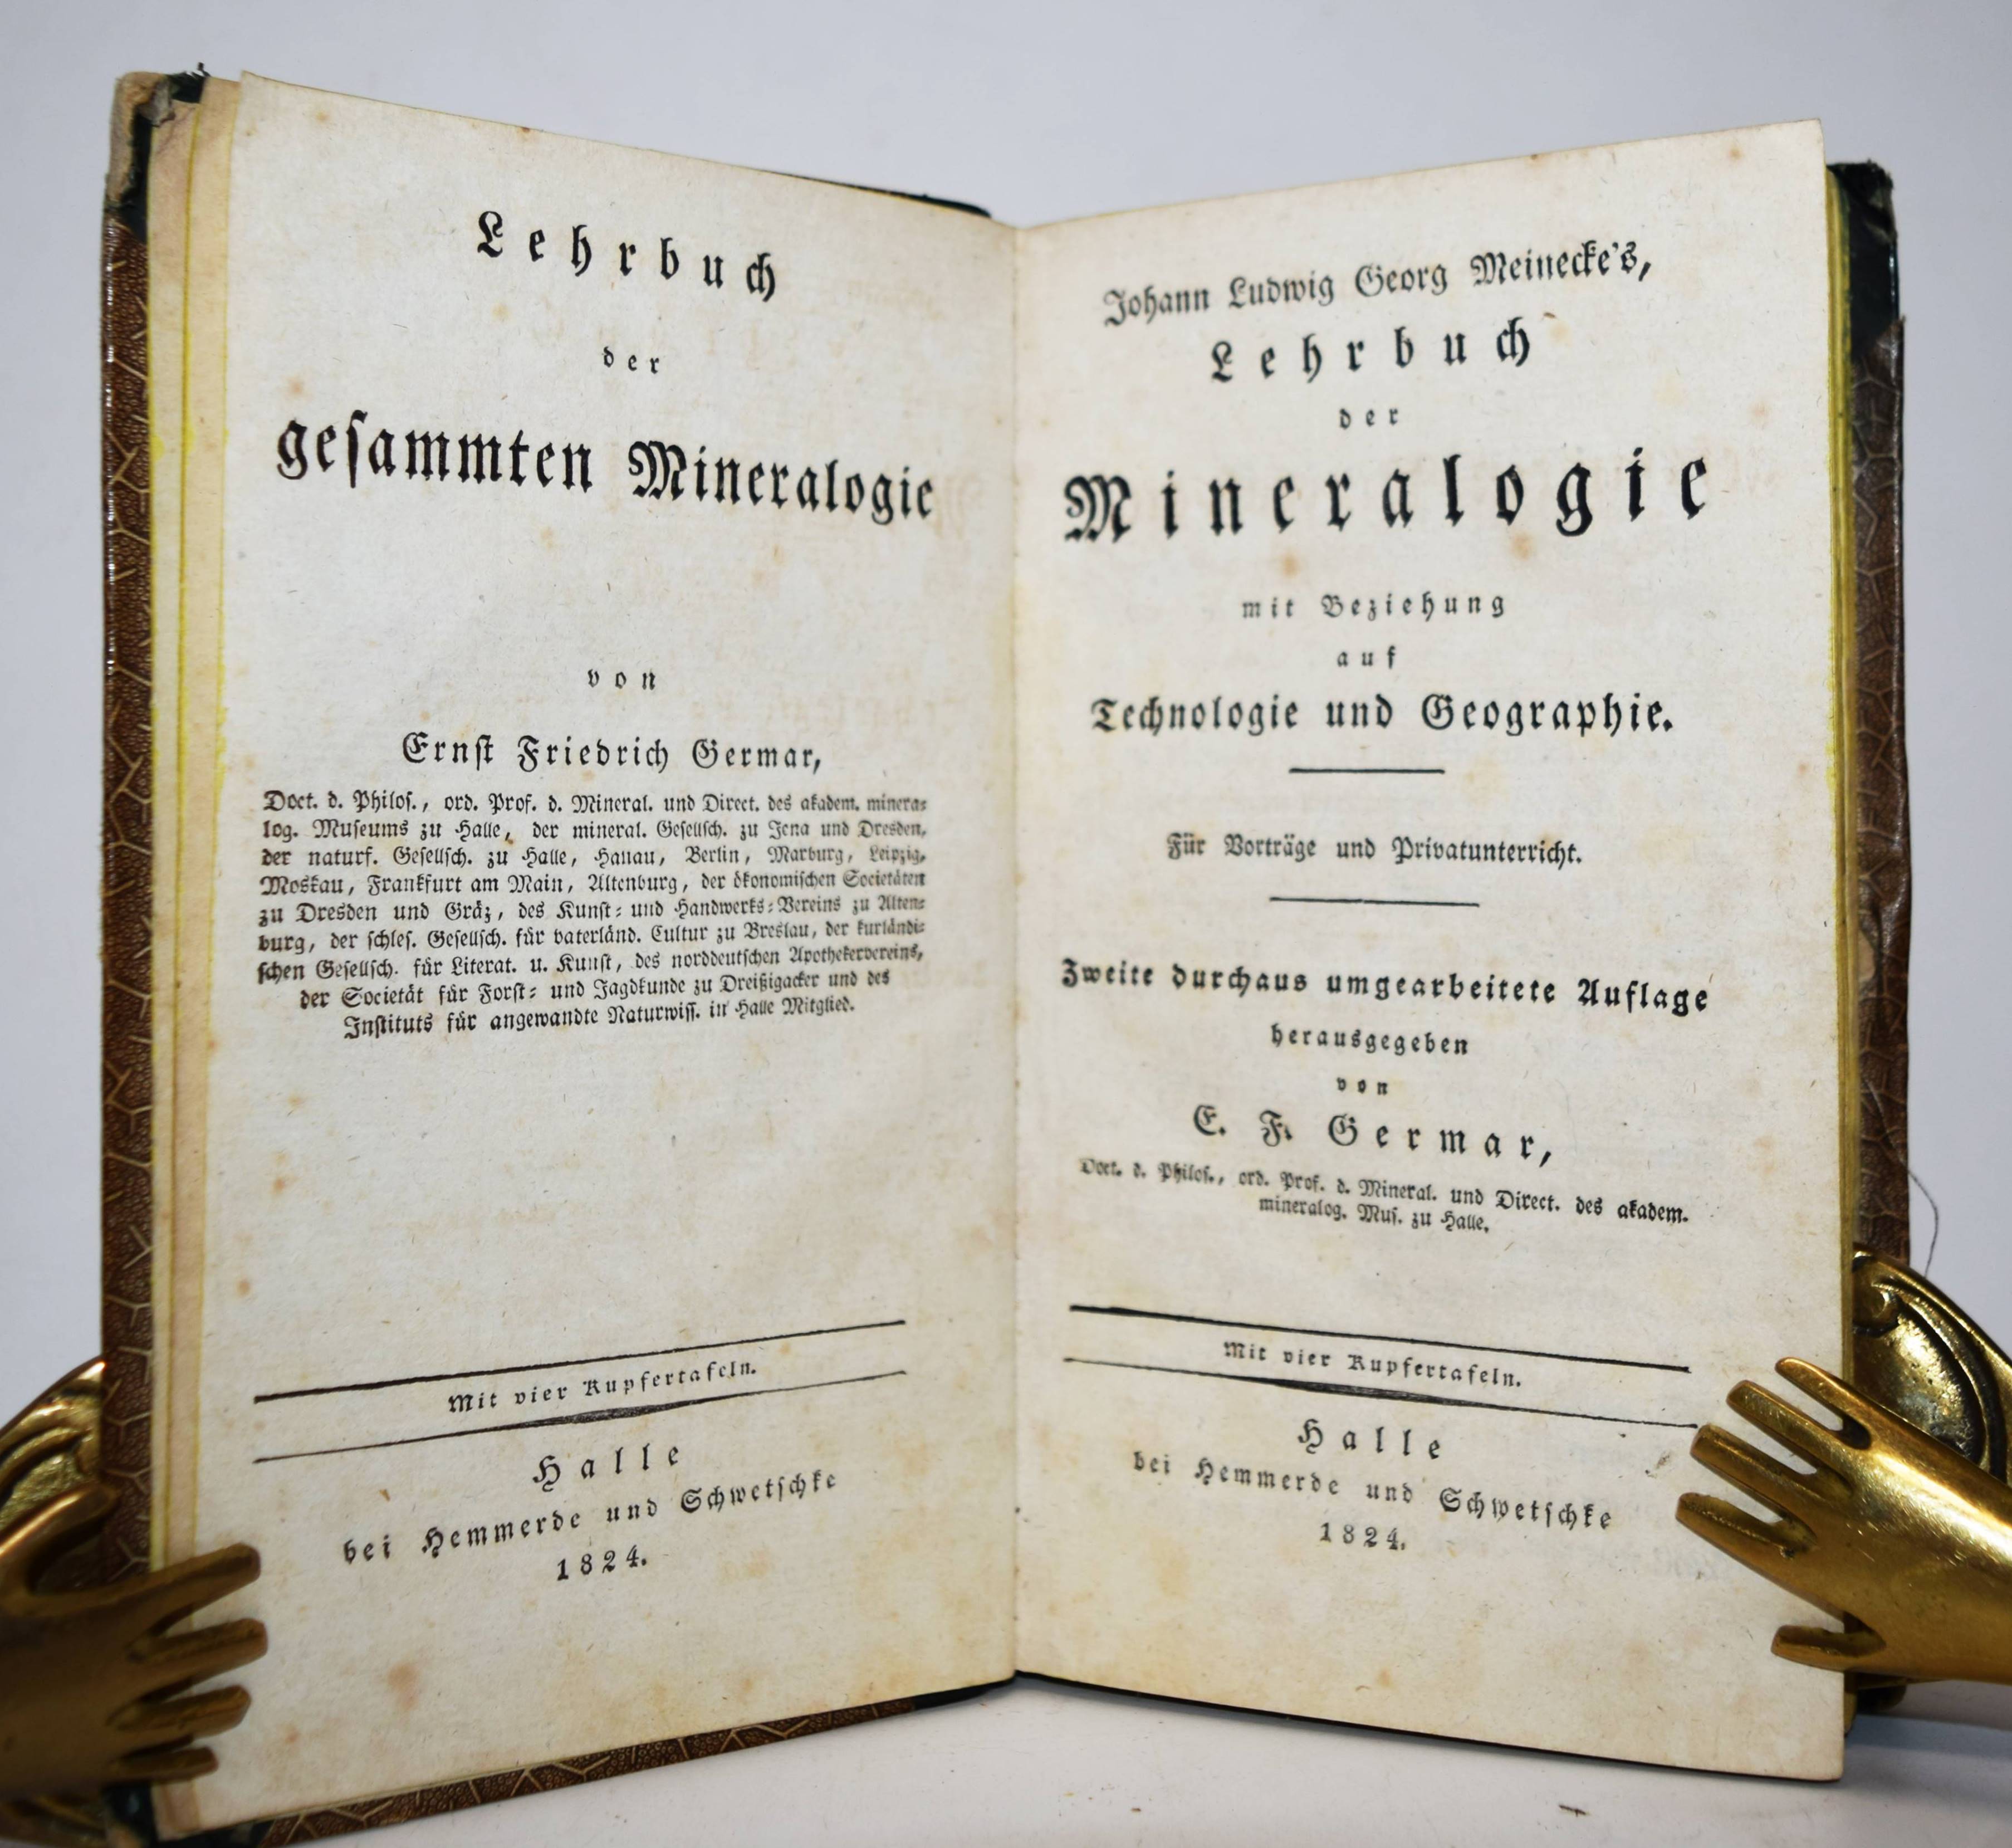 Lehrbuch
der
gesammten Mineralogie
von
Ernst Friedrich Germar,
Doct. d. Philos., ord. Prof. d. Mineral. und Direct. des akadem. minera-
log. Museums zu Halle, der mineral. Gesellsch. zu Jena und Dresden,
der naturf. Gesellsch. zu Halle, Hanau, Berlin, Marburg, Leipzig,
Moskau, Frankfurt am Main, Altenburg, der ökonomischen Societäten
zu Dresden und Gräz, des Kunst- und Handwerks-Vereins zu Alten-
burg, der schles. Gesellsch. für vaterländ. Cultur zu Breslau, der kurländi-
schen Gesellsch. für Literat. u. Kunst, des norddeutschen Apothekervereins,
der Societät für Forst- und Jagdkunde zu Dreißigacker und des
Instituts für angewandte Naturwiss. in Halle Mitglied.
Mit vier Kupfertafeln.
Halle
bei Hemmerde und Schwetschke
1824.
Johann Ludwig Georg Meinecke's,
Lehrbuch
der
Mineralogie
mit Beziehung
auf
Technologie und Geographie.
Für Vorträge und Privatunterricht.
Zweite durchaus umgearbeitete Auflage
herausgegeben
von
E. F. Germar,
Doct. d. Philos., ord. Prof. d. Mineral. und Direct. des akadem.
mineralog. Mus. zu Halle.
Mit vier Kupfertafeln.
Halle
bei Hemmerde und Schwetschke
1824.